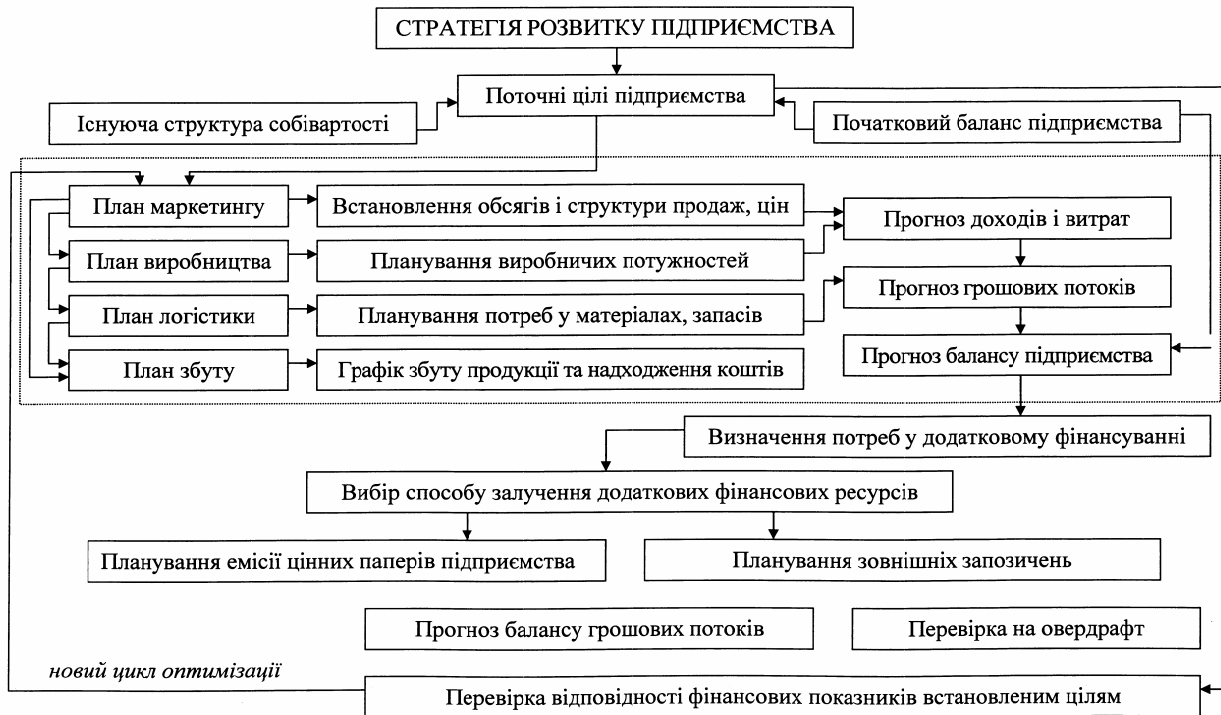 СТРАТЕГІЯ РОЗВИТКУ ПІДПРИЄМСТВА
Поточні цілі підприємства
Існуюча структура собівартості
Початковий баланс підприємства
План маркетингу
Встановлення обсягів і структури продаж, цін
Прогноз доходів і витрат
План виробництва
Планування виробничих потужностей
Прогноз грошових потоків
План логістики
Планування потреб у матеріалах, запасів
Прогноз балансу підприємства
План збуту
Графік збуту продукції та надходження коштів
Визначення потреб у додатковому фінансуванні
Вибір способу залучення додаткових фінансових ресурсів
Планування емісії цінних паперів підприємства
Планування зовнішніх запозичень
Прогноз балансу грошових потоків
Перевірка на овердрафт
новий цикл оптимізації
Перевірка відповідності фінансових показників встановленим цілям